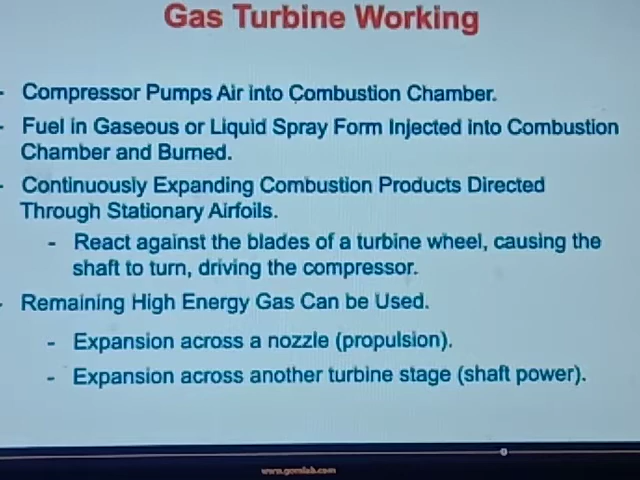 Gas Turbine Working
- Compressor Pumps Air into Combustion Chamber.
- Fuel in Gaseous or Liquid Spray Form Injected into Combustion
Chamber and Burned.
- Continuously Expanding Combustion Products Directed
Through Stationary Airfoils.
- React against the blades of a turbine wheel, causing the
shaft to turn, driving the compressor.
- Remaining High Energy Gas Can be Used.
- Expansion across a nozzle (propulsion).
- Expansion across another turbine stage (shaft power).
www.gomlab.com